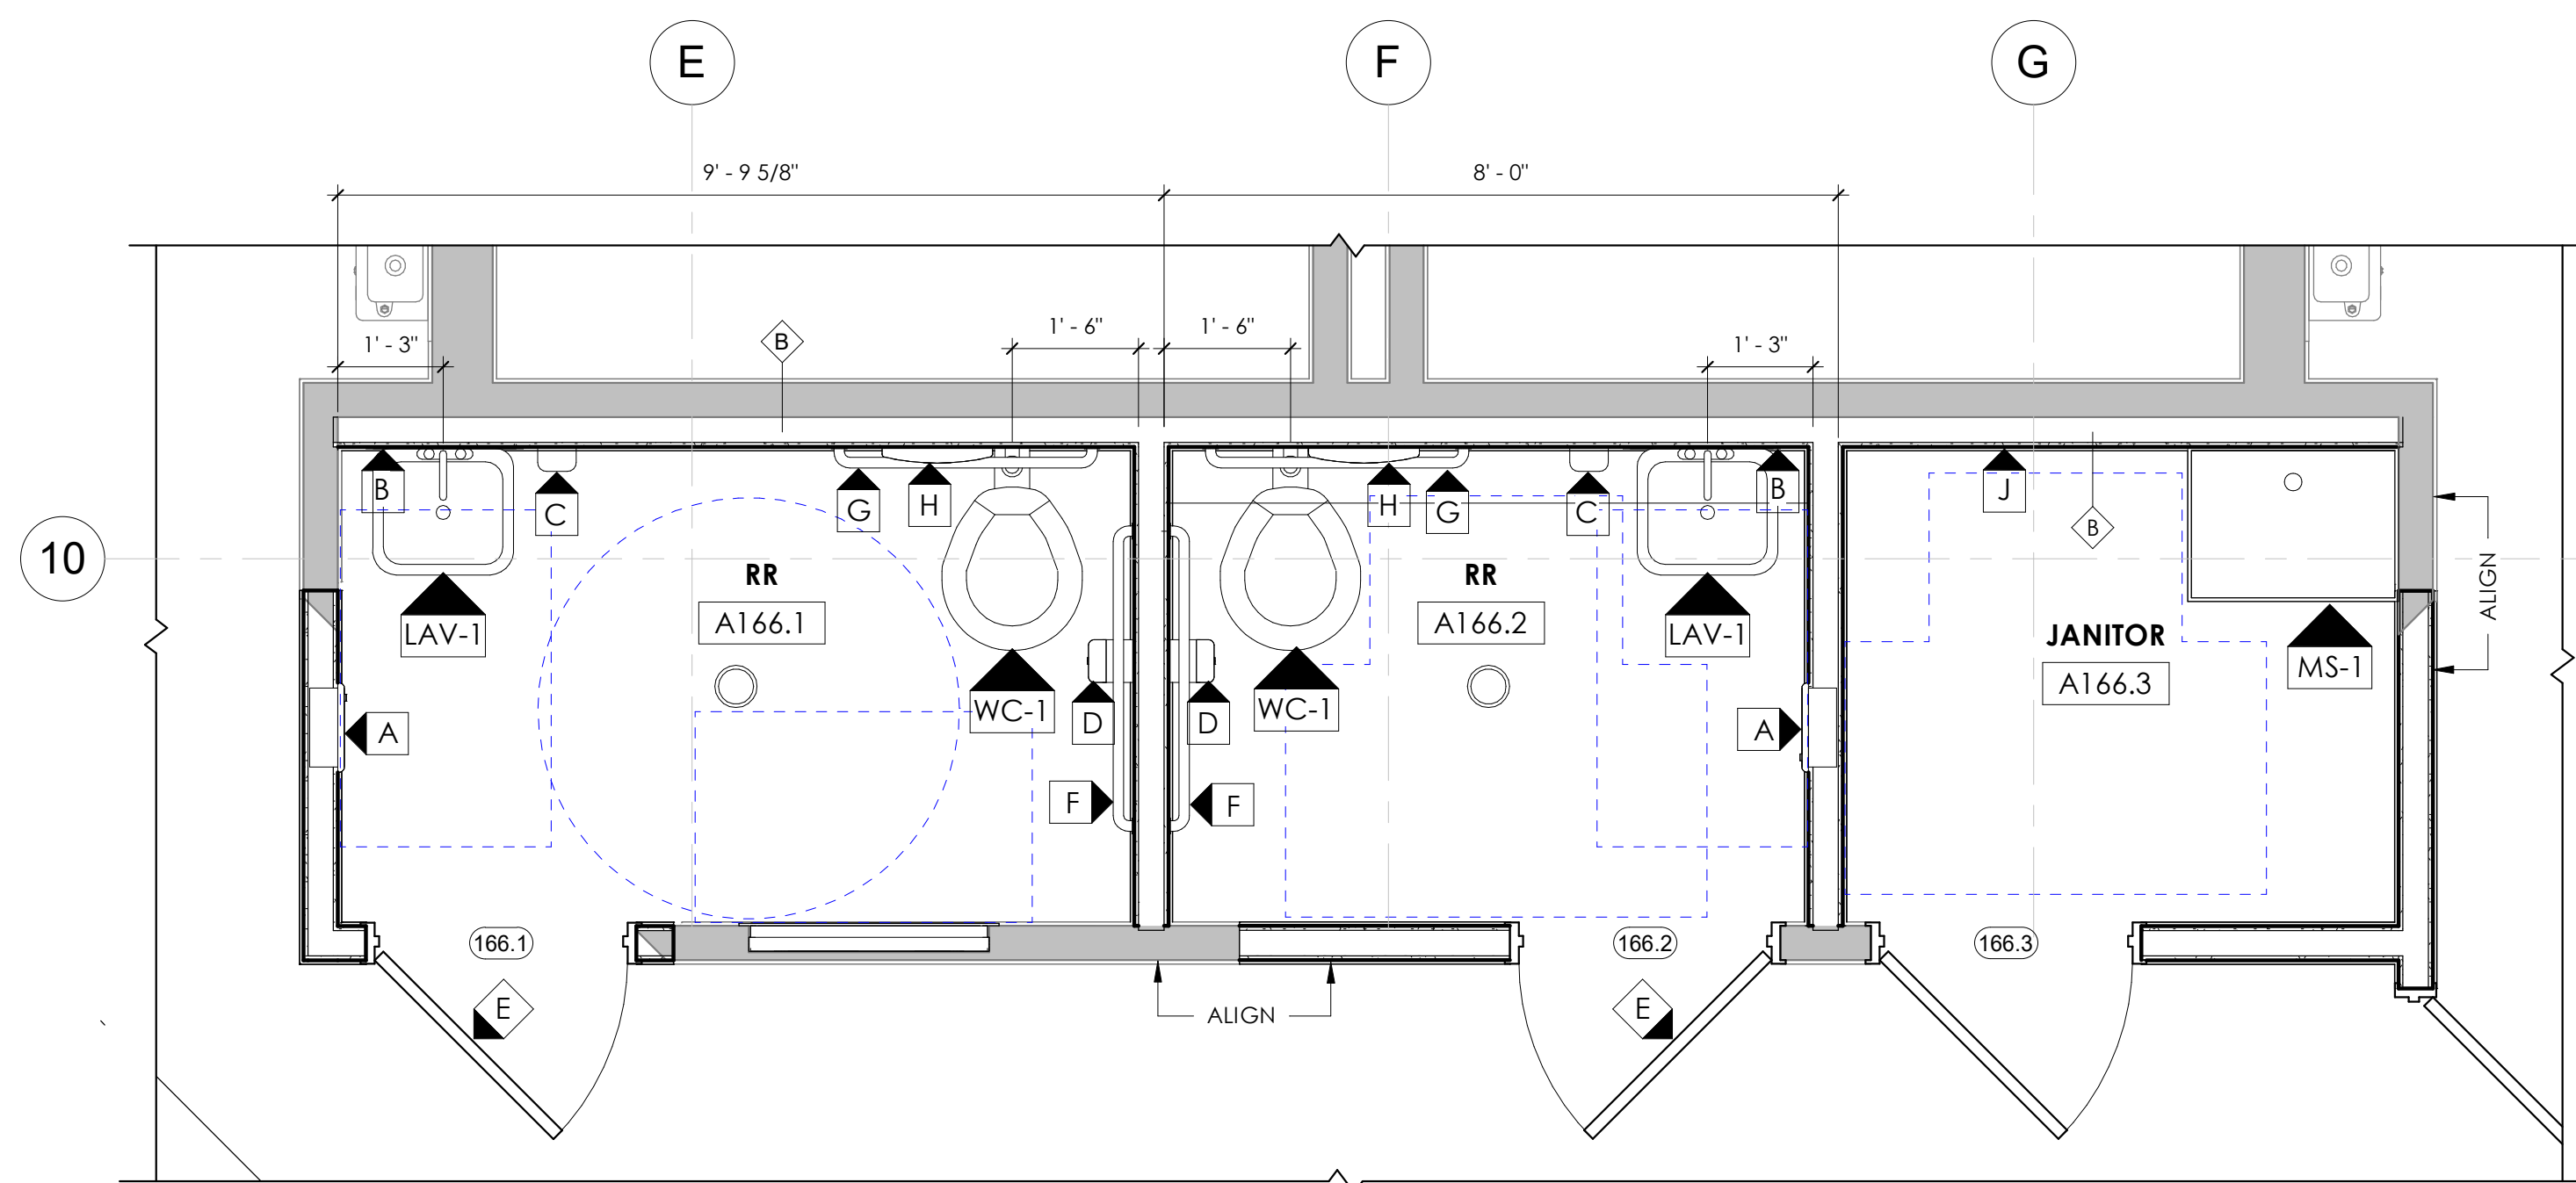 E
F
G
9' - 9 5/8"
8' - 0"
1' - 3"
B
1' - 6"
1' - 6"
1' - 3"
B
C
G
H
H
G
C
B
J
B
10
RR
A166.1
RR
A166.2
JANITOR
A166.3
LAV-1
WC-1
WC-1
LAV-1
MS-1
ALIGN
A
D
D
A
F
F
166.1
166.2
166.3
E
ALIGN
E